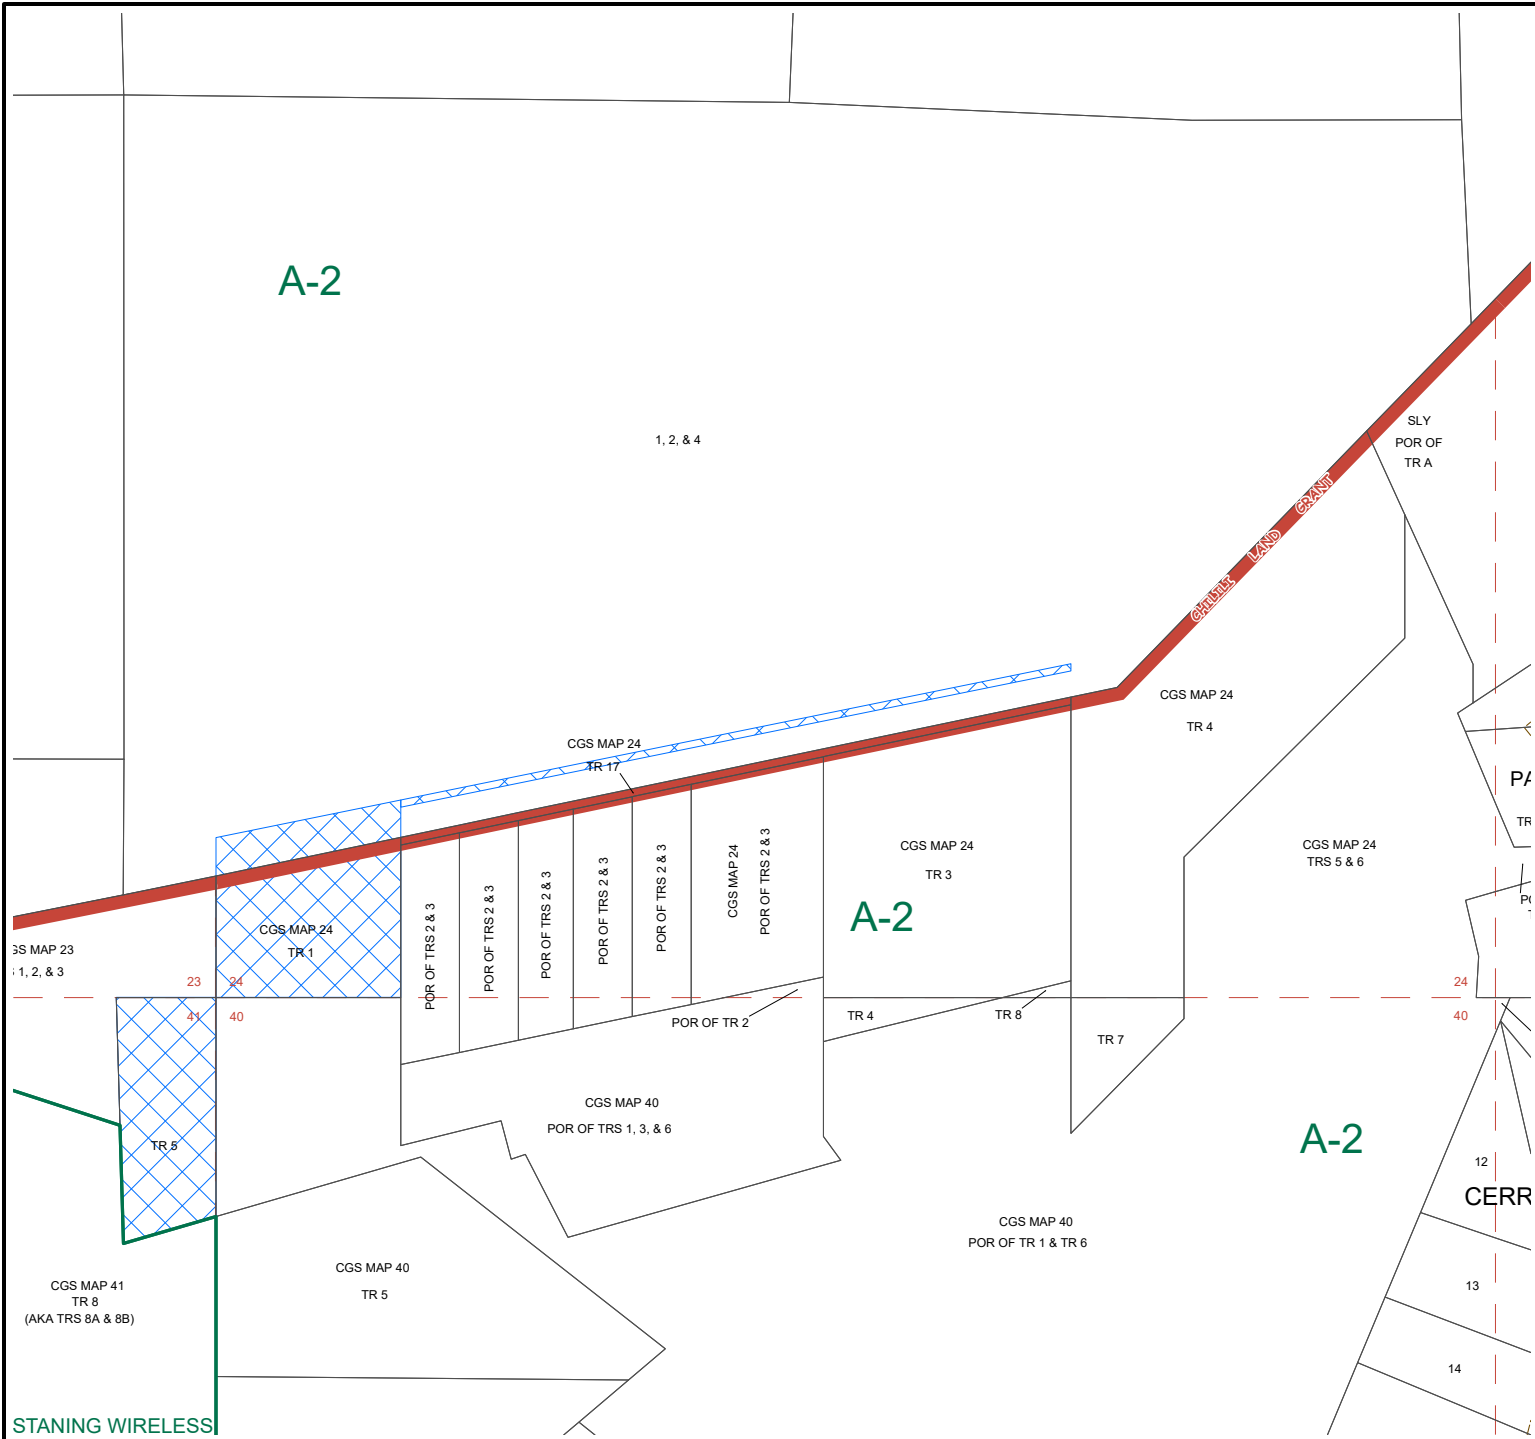 A-2
1, 2, & 4
SLY
POR OF
TR A
CHILILI LAND GRANT
CGS MAP 24
TR 4
CGS MAP 24
TR 17
CGS MAP 24
TR 3
A-2
CGS MAP 24
TRS 5 & 6
CGS MAP 24
POR OF TRS 2 & 3
POR OF TRS 2 & 3
POR OF TRS 2 & 3
POR OF TRS 2 & 3
POR OF TRS 2 & 3
POR OF TRS 2 & 3
CGS MAP 24
TR 1
GS MAP 23
1, 2, & 3
23 24
41 40
24
40
PA
TR
POR OF TR 2
TR 4
TR 8
TR 7
CGS MAP 40
POR OF TRS 1, 3, & 6
TR 5
A-2
12
CERR
CGS MAP 40
POR OF TR 1 & TR 6
CGS MAP 40
TR 5
CGS MAP 41
TR 8
(AKA TRS 8A & 8B)
13
14
STANING WIRELESS